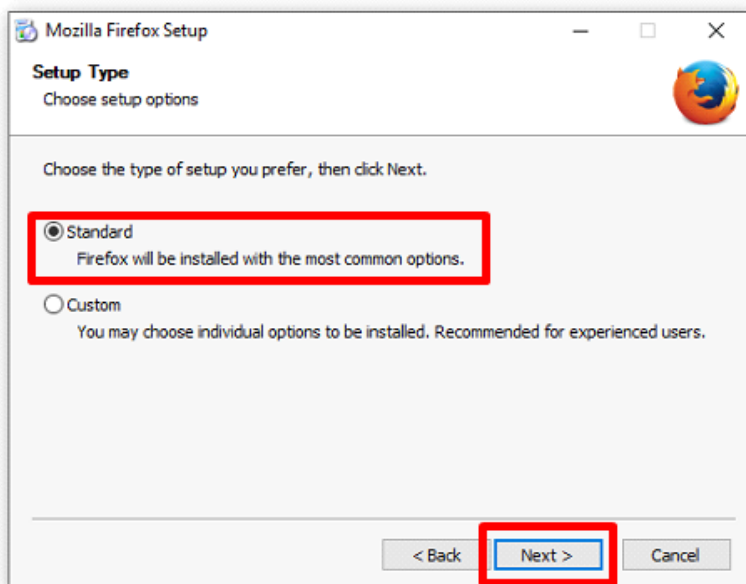 Mozilla Firefox Setup
Setup Type
Choose setup options
Choose the type of setup you prefer, then click Next.
Standard
Firefox will be installed with the most common options.
Custom
You may choose individual options to be installed. Recommended for experienced users.
< Back Next > Cancel